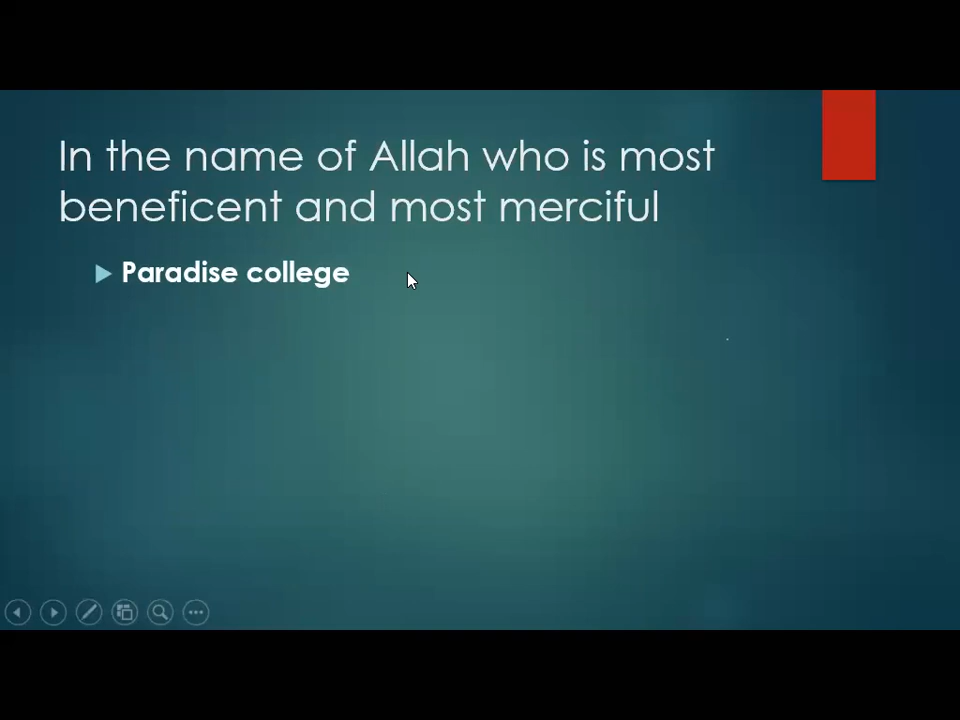 In the name of Allah who is most
beneficent and most merciful
Paradise college